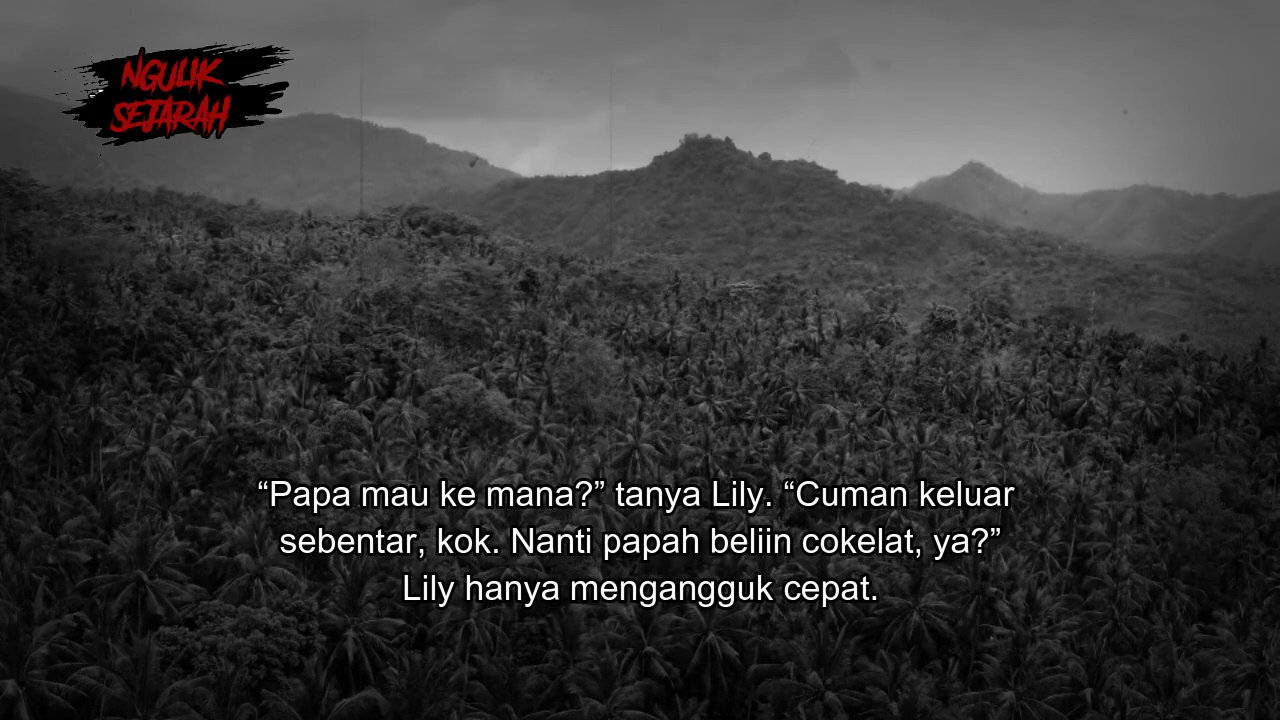 NGULIK
SEJARAH
“Papa mau ke mana?” tanya Lily. “Cuman keluar
sebentar, kok. Nanti papah beliin cokelat, ya?”
Lily hanya mengangguk cepat.